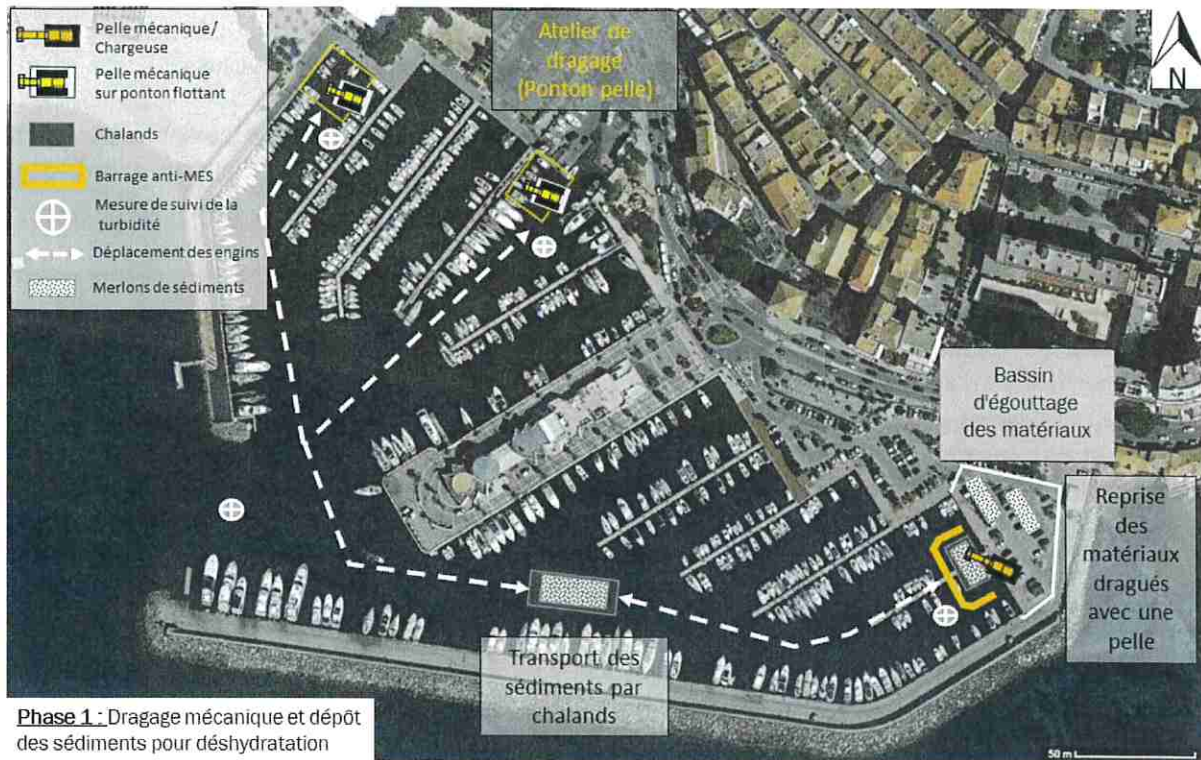 Pelle mécanique/
Chargeuse
Pelle mécanique
sur ponton flottant
Chalands
Barrage anti-MES
Mesure de suivi de la
turbidité
Déplacement des engins
Merlons de sédiments
Atelier de
dragage
(Ponton pelle)
N
Bassin
d'égouttage
des matériaux
Reprise
des
matériaux
dragués
avec une
pelle
Transport des
sédiments par
chalands
Phase 1 : Dragage mécanique et dépôt
des sédiments pour déshydratation
50 m